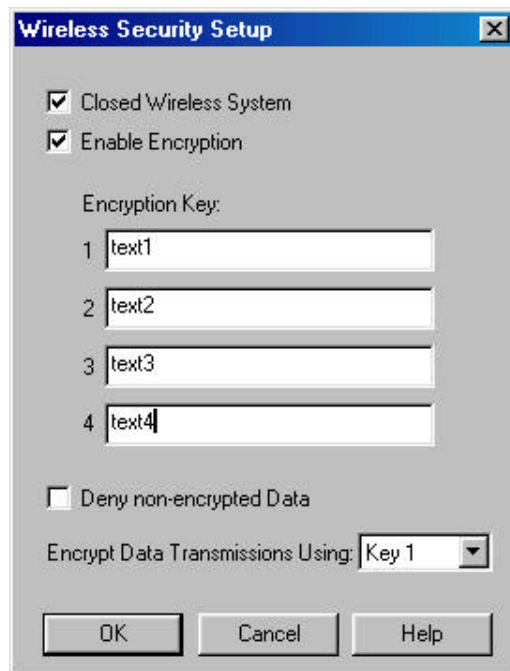 Wireless Security Setup
Closed Wireless System
Enable Encryption
Encryption Key:
1 text1
2 text2
3 text3
4 text4
Deny non-encrypted Data
Encrypt Data Transmissions Using: Key 1
OK Cancel Help